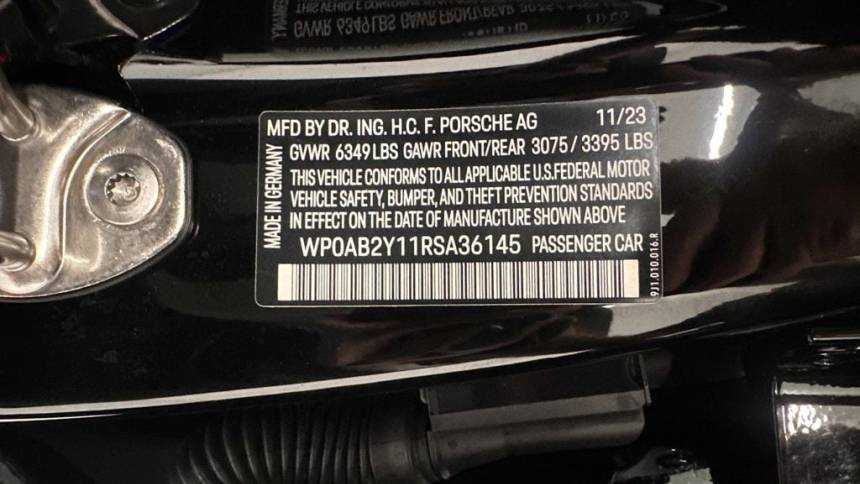 MFD BY DR. ING. H.C. F. PORSCHE AG 11/23
GVWR 6349 LBS GAWR FRONT/REAR 3075 / 3395 LBS
THIS VEHICLE CONFORMS TO ALL APPLICABLE U.S. FEDERAL MOTOR
VEHICLE SAFETY, BUMPER, AND THEFT PREVENTION STANDARDS
IN EFFECT ON THE DATE OF MANUFACTURE SHOWN ABOVE
WP0AB2Y11RSA36145 PASSENGER CAR
MADE IN GERMANY
9J1.010.016.R